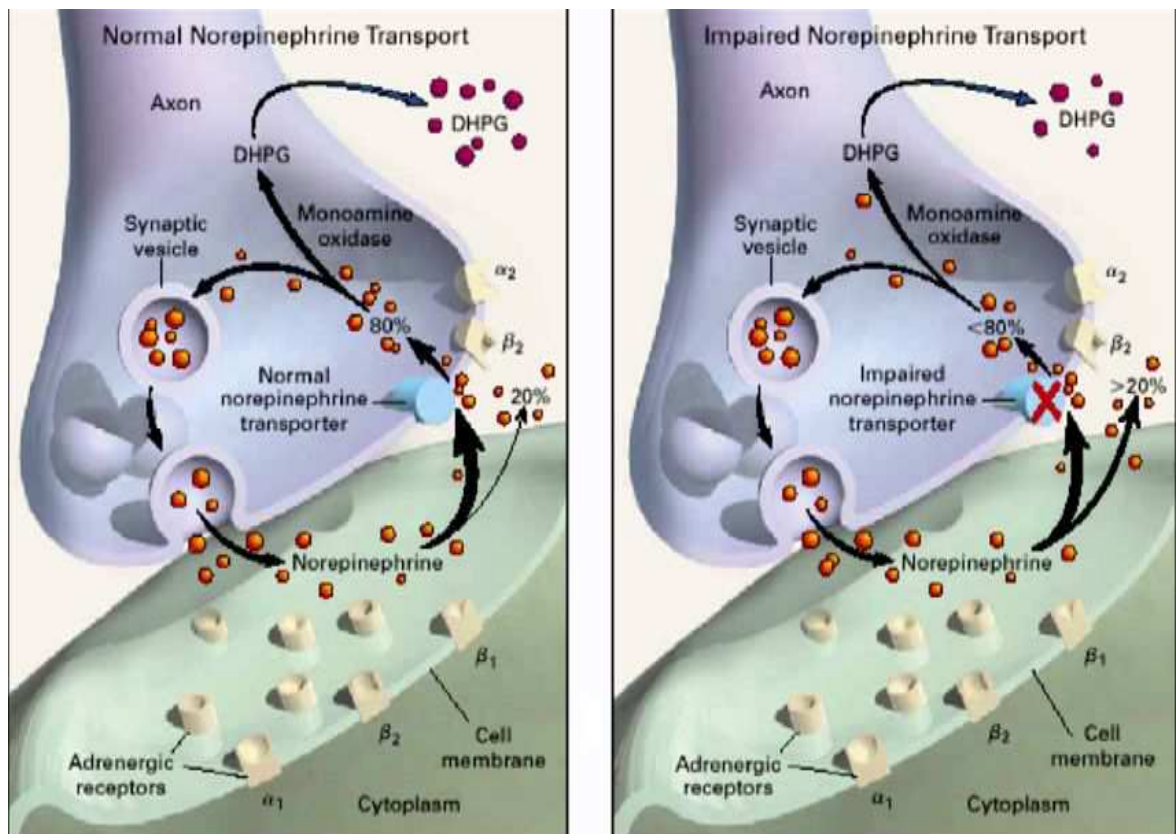 Normal Norepinephrine Transport
Axon
DHPG
DHPG
Monoamine
oxidase
Synaptic
vesicle
α2
β2
80%
Normal
norepinephrine
transporter
20%
Norepinephrine
β1
β2
Cell
membrane
Adrenergic
receptors
α1
Cytoplasm
Impaired Norepinephrine Transport
Axon
DHPG
DHPG
Monoamine
oxidase
Synaptic
vesicle
α2
β2
<80%
Impaired
norepinephrine
transporter
>20%
Norepinephrine
β1
β2
Cell
membrane
Adrenergic
receptors
α1
Cytoplasm